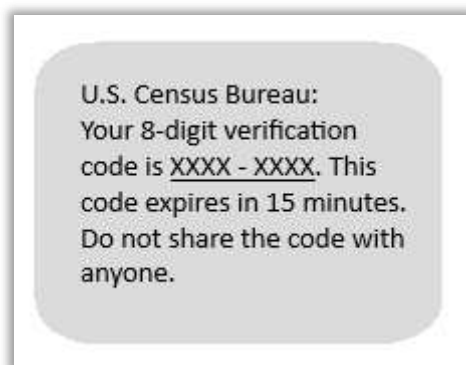 U.S. Census Bureau:
Your 8-digit verification
code is XXXX - XXXX. This
code expires in 15 minutes.
Do not share the code with
anyone.